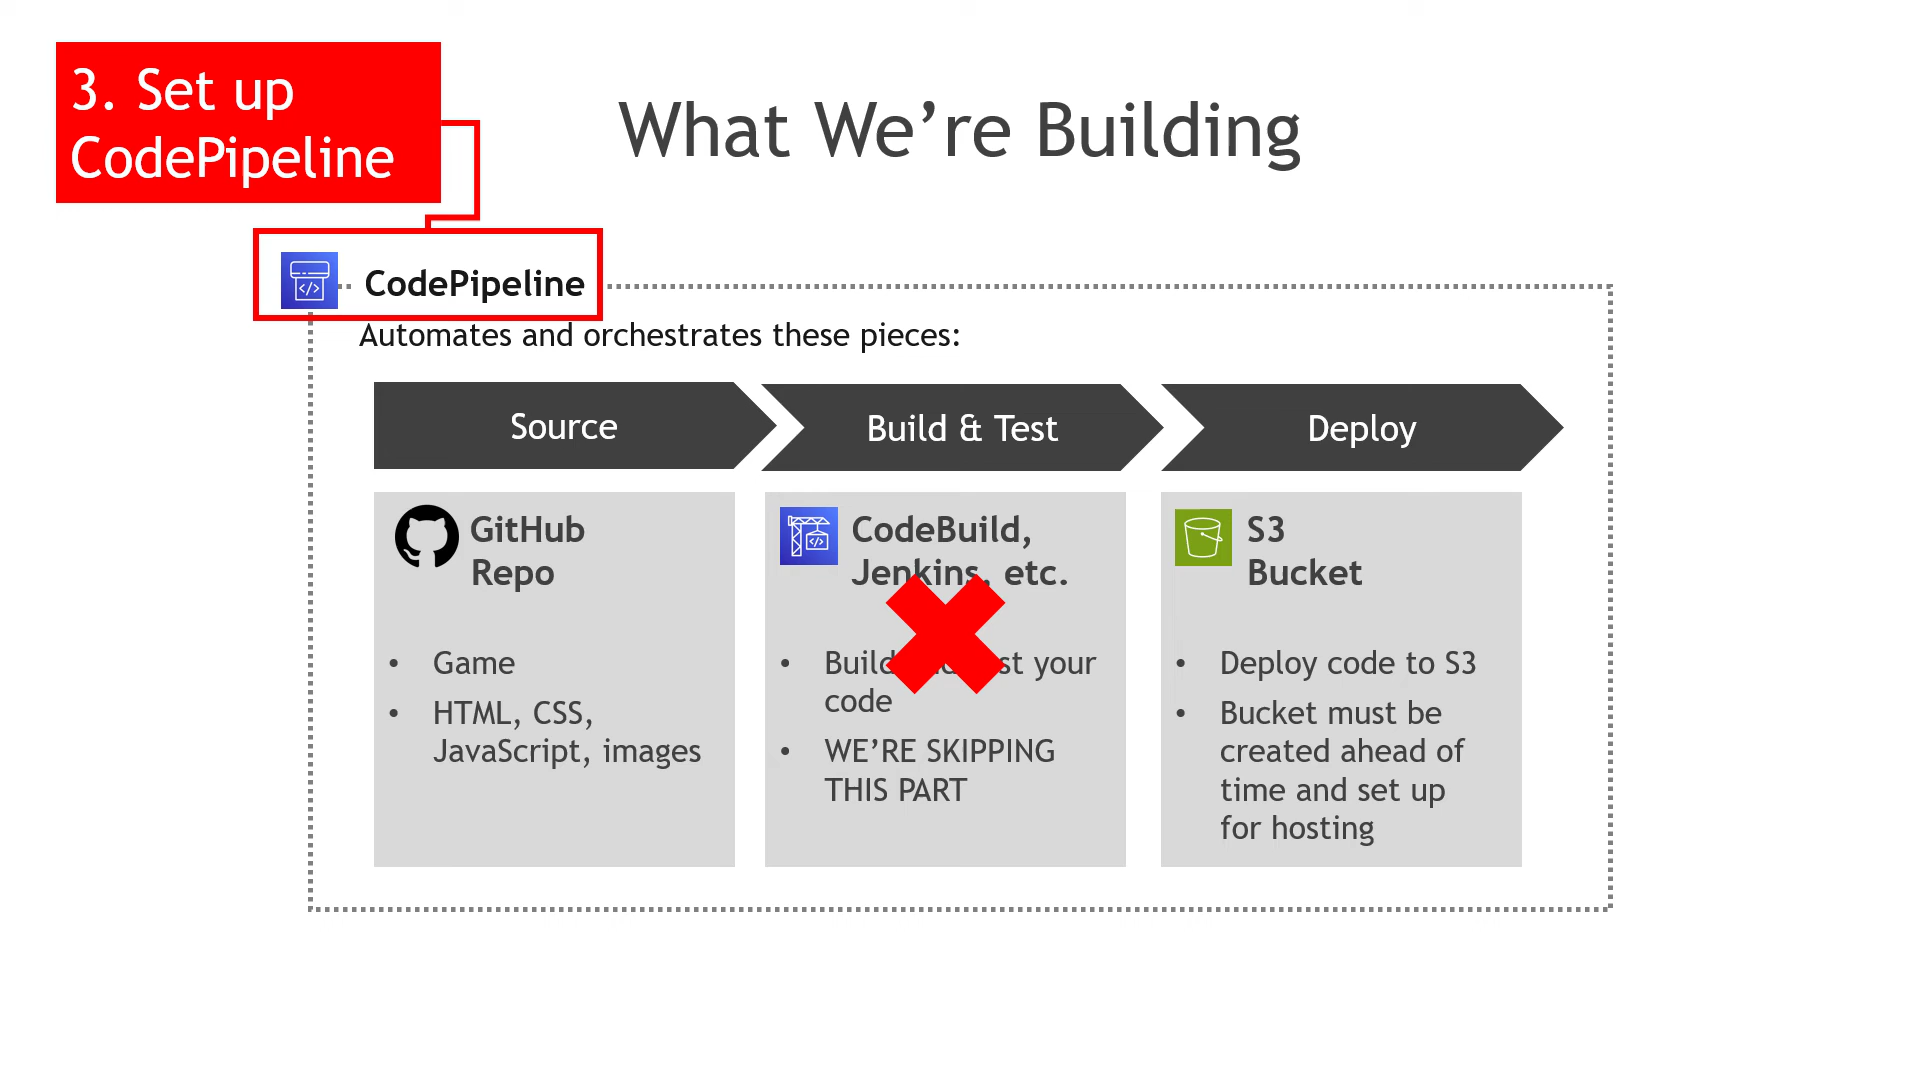 3. Set up
CodePipeline
What We’re Building
CodePipeline
Automates and orchestrates these pieces:
Source
Build & Test
Deploy
GitHub
Repo
• Game
• HTML, CSS,
JavaScript, images
CodeBuild,
Jenkins, etc.
• Build your
code
• WE’RE SKIPPING
THIS PART
S3
Bucket
• Deploy code to S3
• Bucket must be
created ahead of
time and set up
for hosting